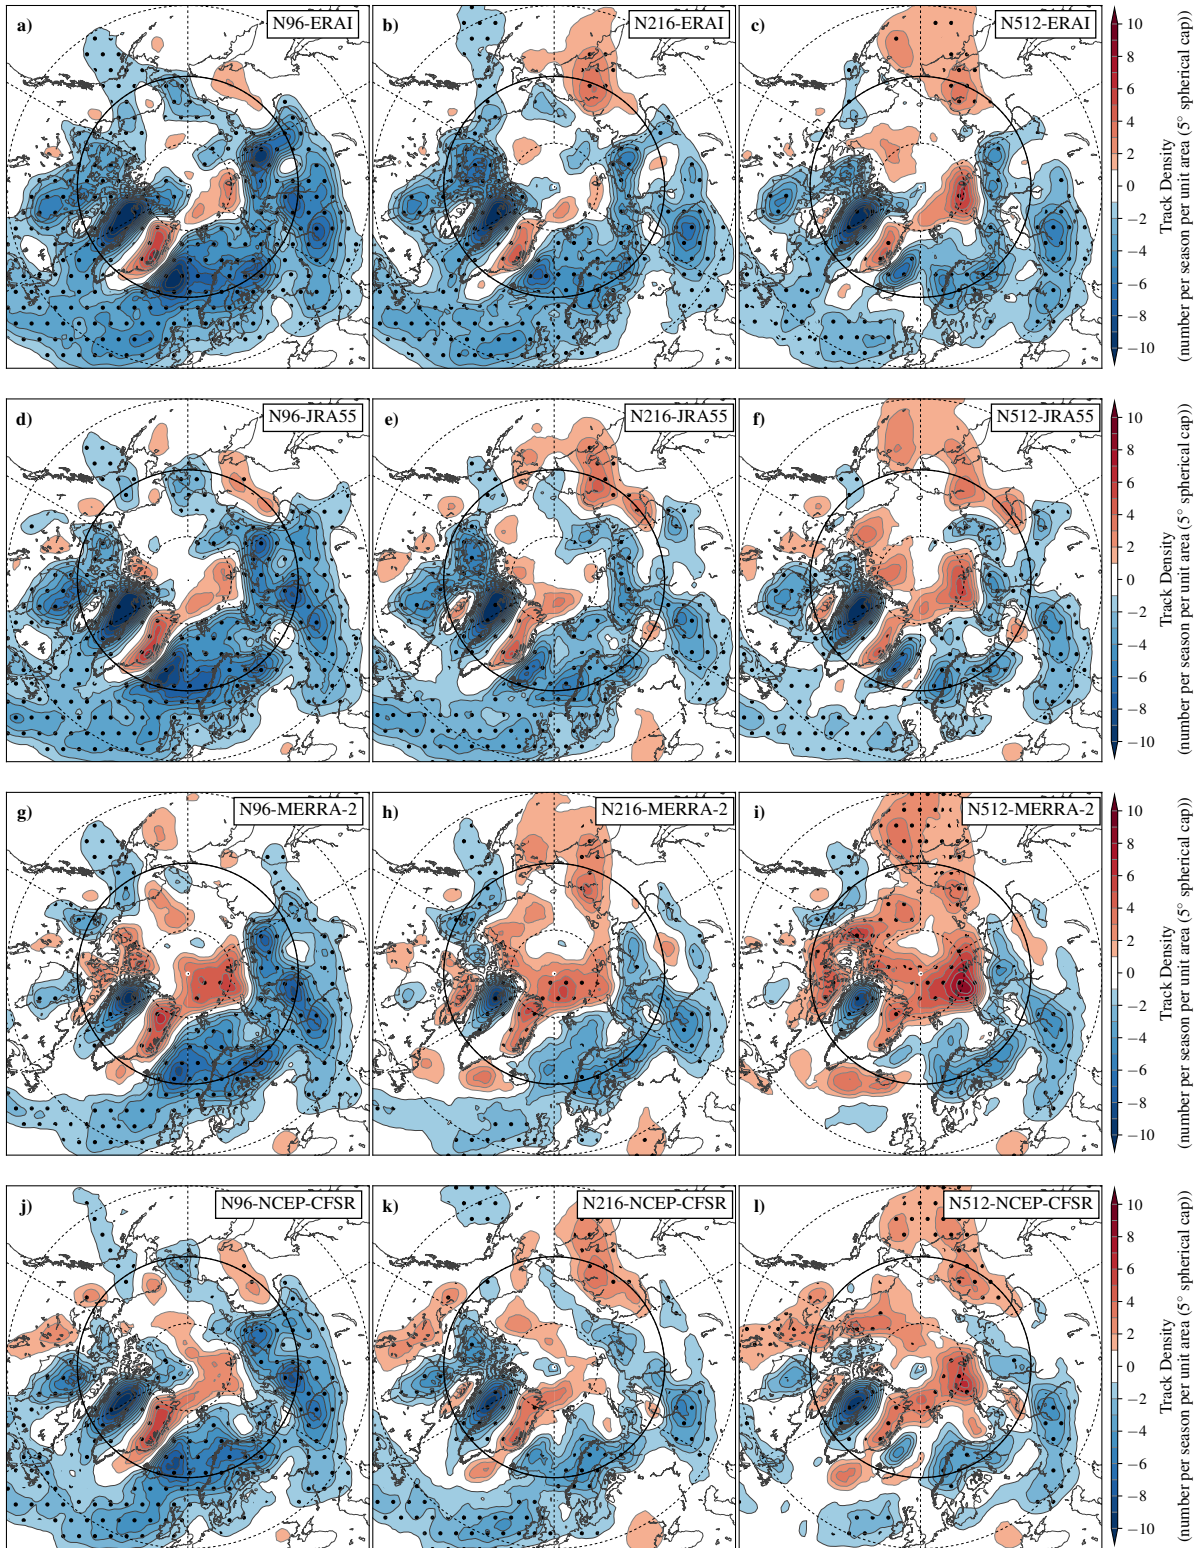 a) N96-ERAI
b) N216-ERAI
c) N512-ERAI
10
8
6
4
2
0
−2
−4
−6
−8
−10
Track Density
(number per season per unit area (5° spherical cap))
d) N96-JRA55
e) N216-JRA55
f) N512-JRA55
10
8
6
4
2
0
−2
−4
−6
−8
−10
Track Density
(number per season per unit area (5° spherical cap))
g) N96-MERRA-2
h) N216-MERRA-2
i) N512-MERRA-2
10
8
6
4
2
0
−2
−4
−6
−8
−10
Track Density
(number per season per unit area (5° spherical cap))
j) N96-NCEP-CFSR
k) N216-NCEP-CFSR
l) N512-NCEP-CFSR
10
8
6
4
2
0
−2
−4
−6
−8
−10
Track Density
(number per season per unit area (5° spherical cap))